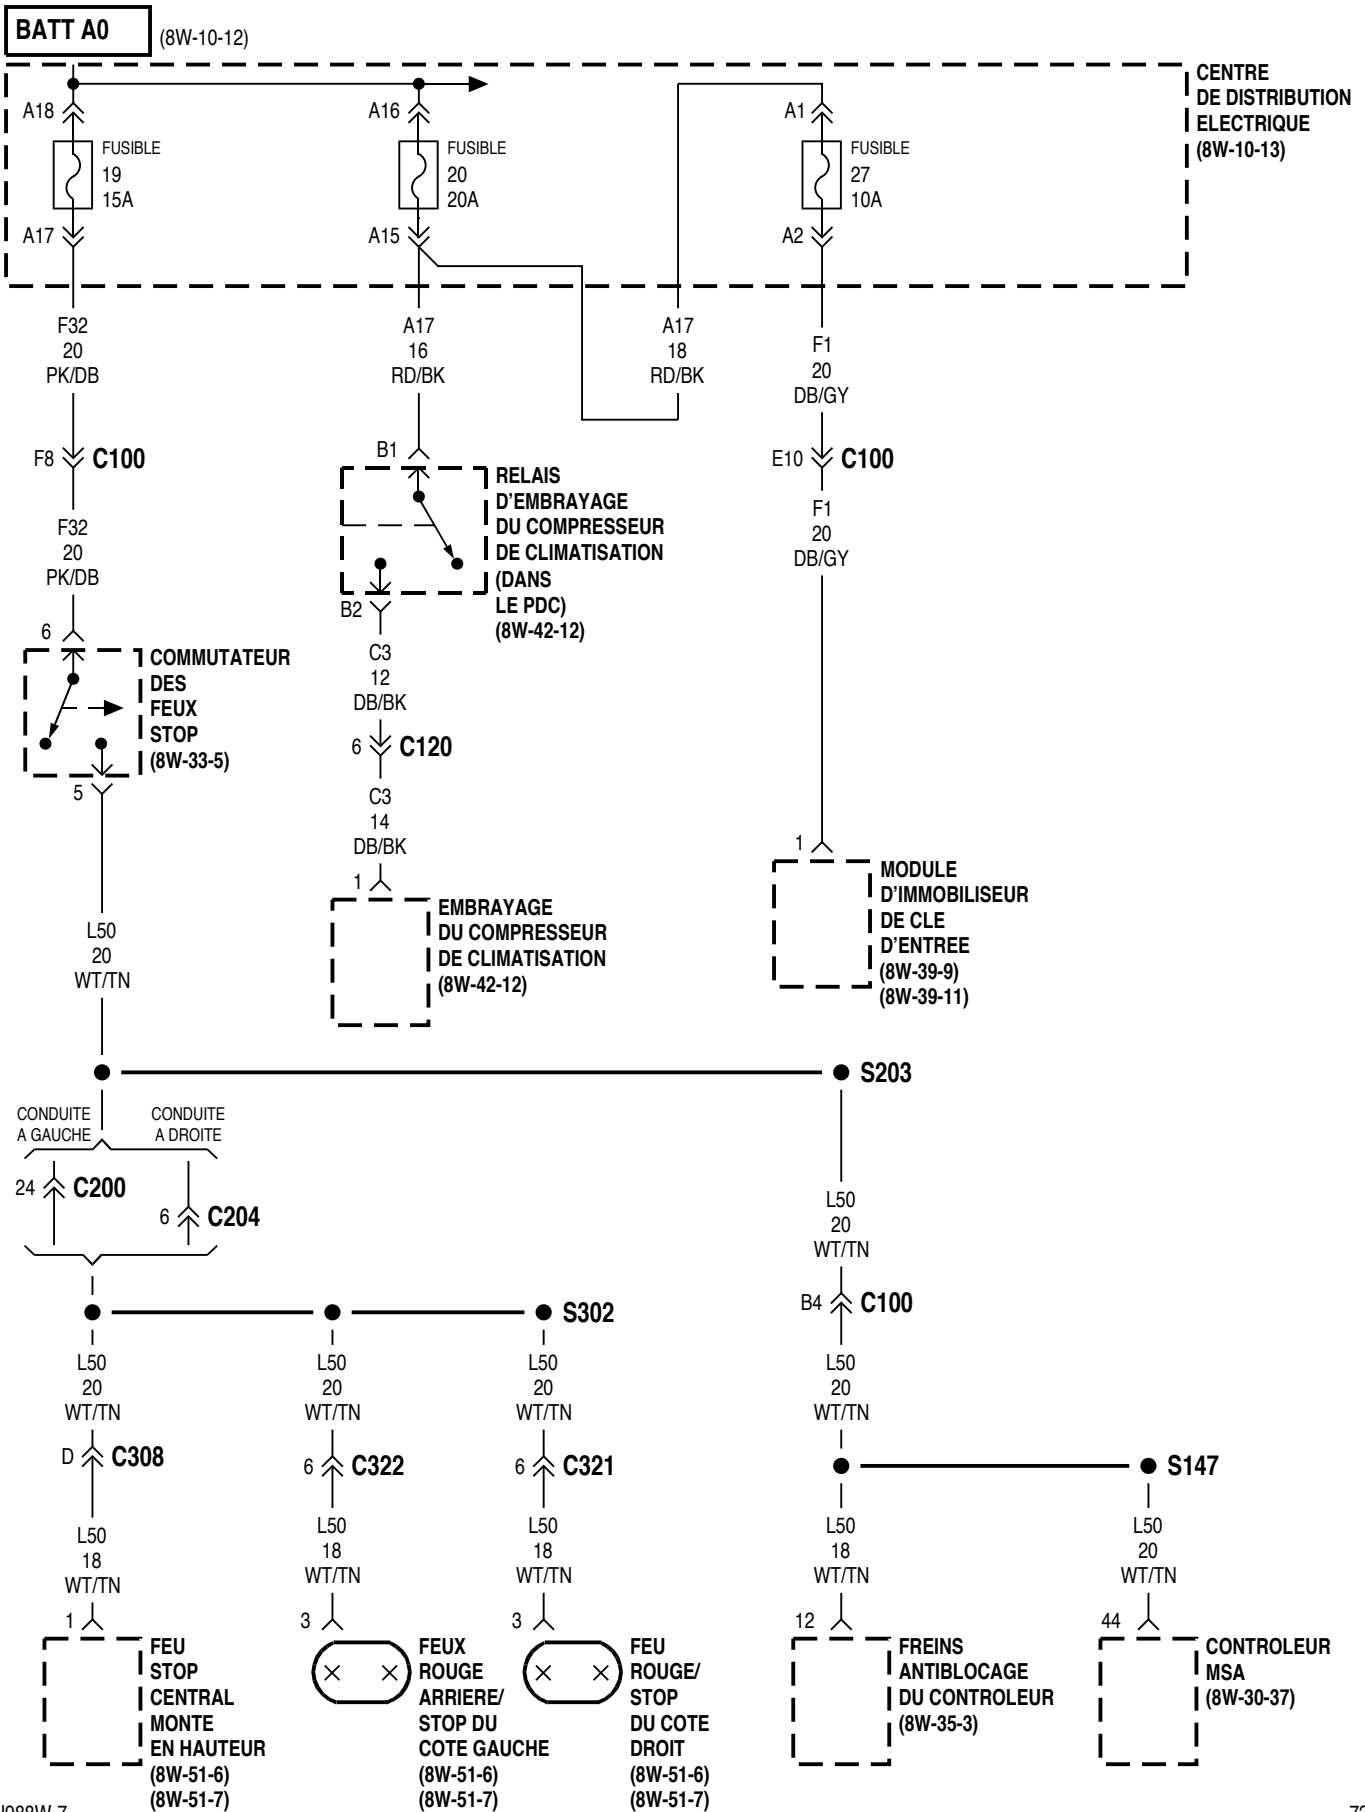 BATT A0
(8W-10-12)
CENTRE
DE DISTRIBUTION
ELECTRIQUE
(8W-10-13)
A18
FUSIBLE
19
15A
A17
A16
FUSIBLE
20
20A
A15
A1
FUSIBLE
27
10A
A2
F32
20
PK/DB
A17
16
RD/BK
A17
18
RD/BK
F1
20
DB/GY
F8
C100
B1
E10
C100
RELAIS
D'EMBRAYAGE
DU COMPRESSEUR
DE CLIMATISATION
(DANS
LE PDC)
(8W-42-12)
F32
20
PK/DB
F1
20
DB/GY
B2
6
COMMUTATEUR
DES
FEUX
STOP
(8W-33-5)
5
C3
12
DB/BK
6
C120
C3
14
DB/BK
1
EMBRAYAGE
DU COMPRESSEUR
DE CLIMATISATION
(8W-42-12)
1
MODULE
D'IMMOBILISEUR
DE CLE
D'ENTREE
(8W-39-9)
(8W-39-11)
L50
20
WT/TN
S203
CONDUITE
A GAUCHE
CONDUITE
A DROITE
24
C200
6
C204
L50
20
WT/TN
B4
C100
S302
L50
20
WT/TN
L50
20
WT/TN
L50
20
WT/TN
L50
20
WT/TN
D
C308
6
C322
6
C321
S147
L50
18
WT/TN
L50
18
WT/TN
L50
18
WT/TN
L50
18
WT/TN
L50
20
WT/TN
1
FEU
STOP
CENTRAL
MONTE
EN HAUTEUR
(8W-51-6)
(8W-51-7)
3
FEUX
ROUGE
ARRIERE/
STOP DU
COTE GAUCHE
(8W-51-6)
(8W-51-7)
3
FEU
ROUGE/
STOP
DU COTE
DROIT
(8W-51-6)
(8W-51-7)
12
FREINS
ANTIBLOCAGE
DU CONTROLEUR
(8W-35-3)
44
CONTROLEUR
MSA
(8W-30-37)